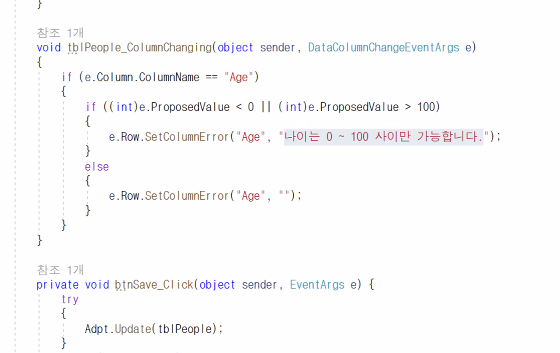 }
참조 1개
void tblPeople_ColumnChanging(object sender, DataColumnChangeEventArgs e)
{
if (e.Column.ColumnName == "Age")
{
if ((int)e.ProposedValue < 0 || (int)e.ProposedValue > 100)
{
e.Row.SetColumnError("Age", "나이는 0 ~ 100 사이만 가능합니다.");
}
else
{
e.Row.SetColumnError("Age", "");
}
}
}
참조 1개
private void btnSave_Click(object sender, EventArgs e) {
try
{
Adpt.Update(tblPeople);
}